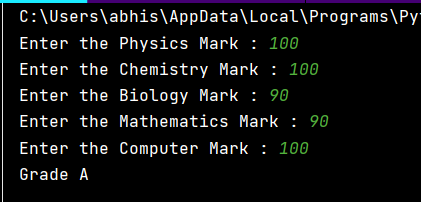 C:\Users\abhis\AppData\Local\Programs\Py
Enter the Physics Mark : 100
Enter the Chemistry Mark : 100
Enter the Biology Mark : 90
Enter the Mathematics Mark : 90
Enter the Computer Mark : 100
Grade A